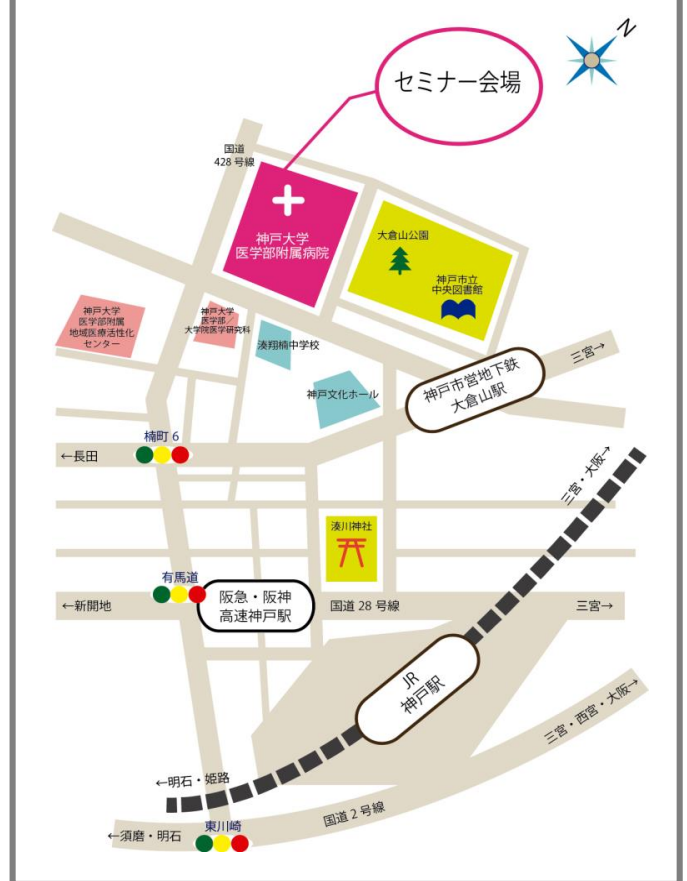 N
セミナー会場
国道
428 号線
神戸大学
医学部附属病院
大倉山公園
神戸市立
中央図書館
神戸大学
医学部附属
地域医療活性化
センター
神戸大学
医学部／
大学院医学研究科
湊翔楠中学校
神戸文化ホール
神戸市営地下鉄
大倉山駅
三宮→
楠町 6
←長田
三宮・大阪→
湊川神社
有馬道
←新開地
阪急・阪神
高速神戸駅
国道 28 号線
三宮→
JR
神戸駅
三宮・西宮・大阪→
←明石・姫路
国道 2 号線
東川崎
←須磨・明石